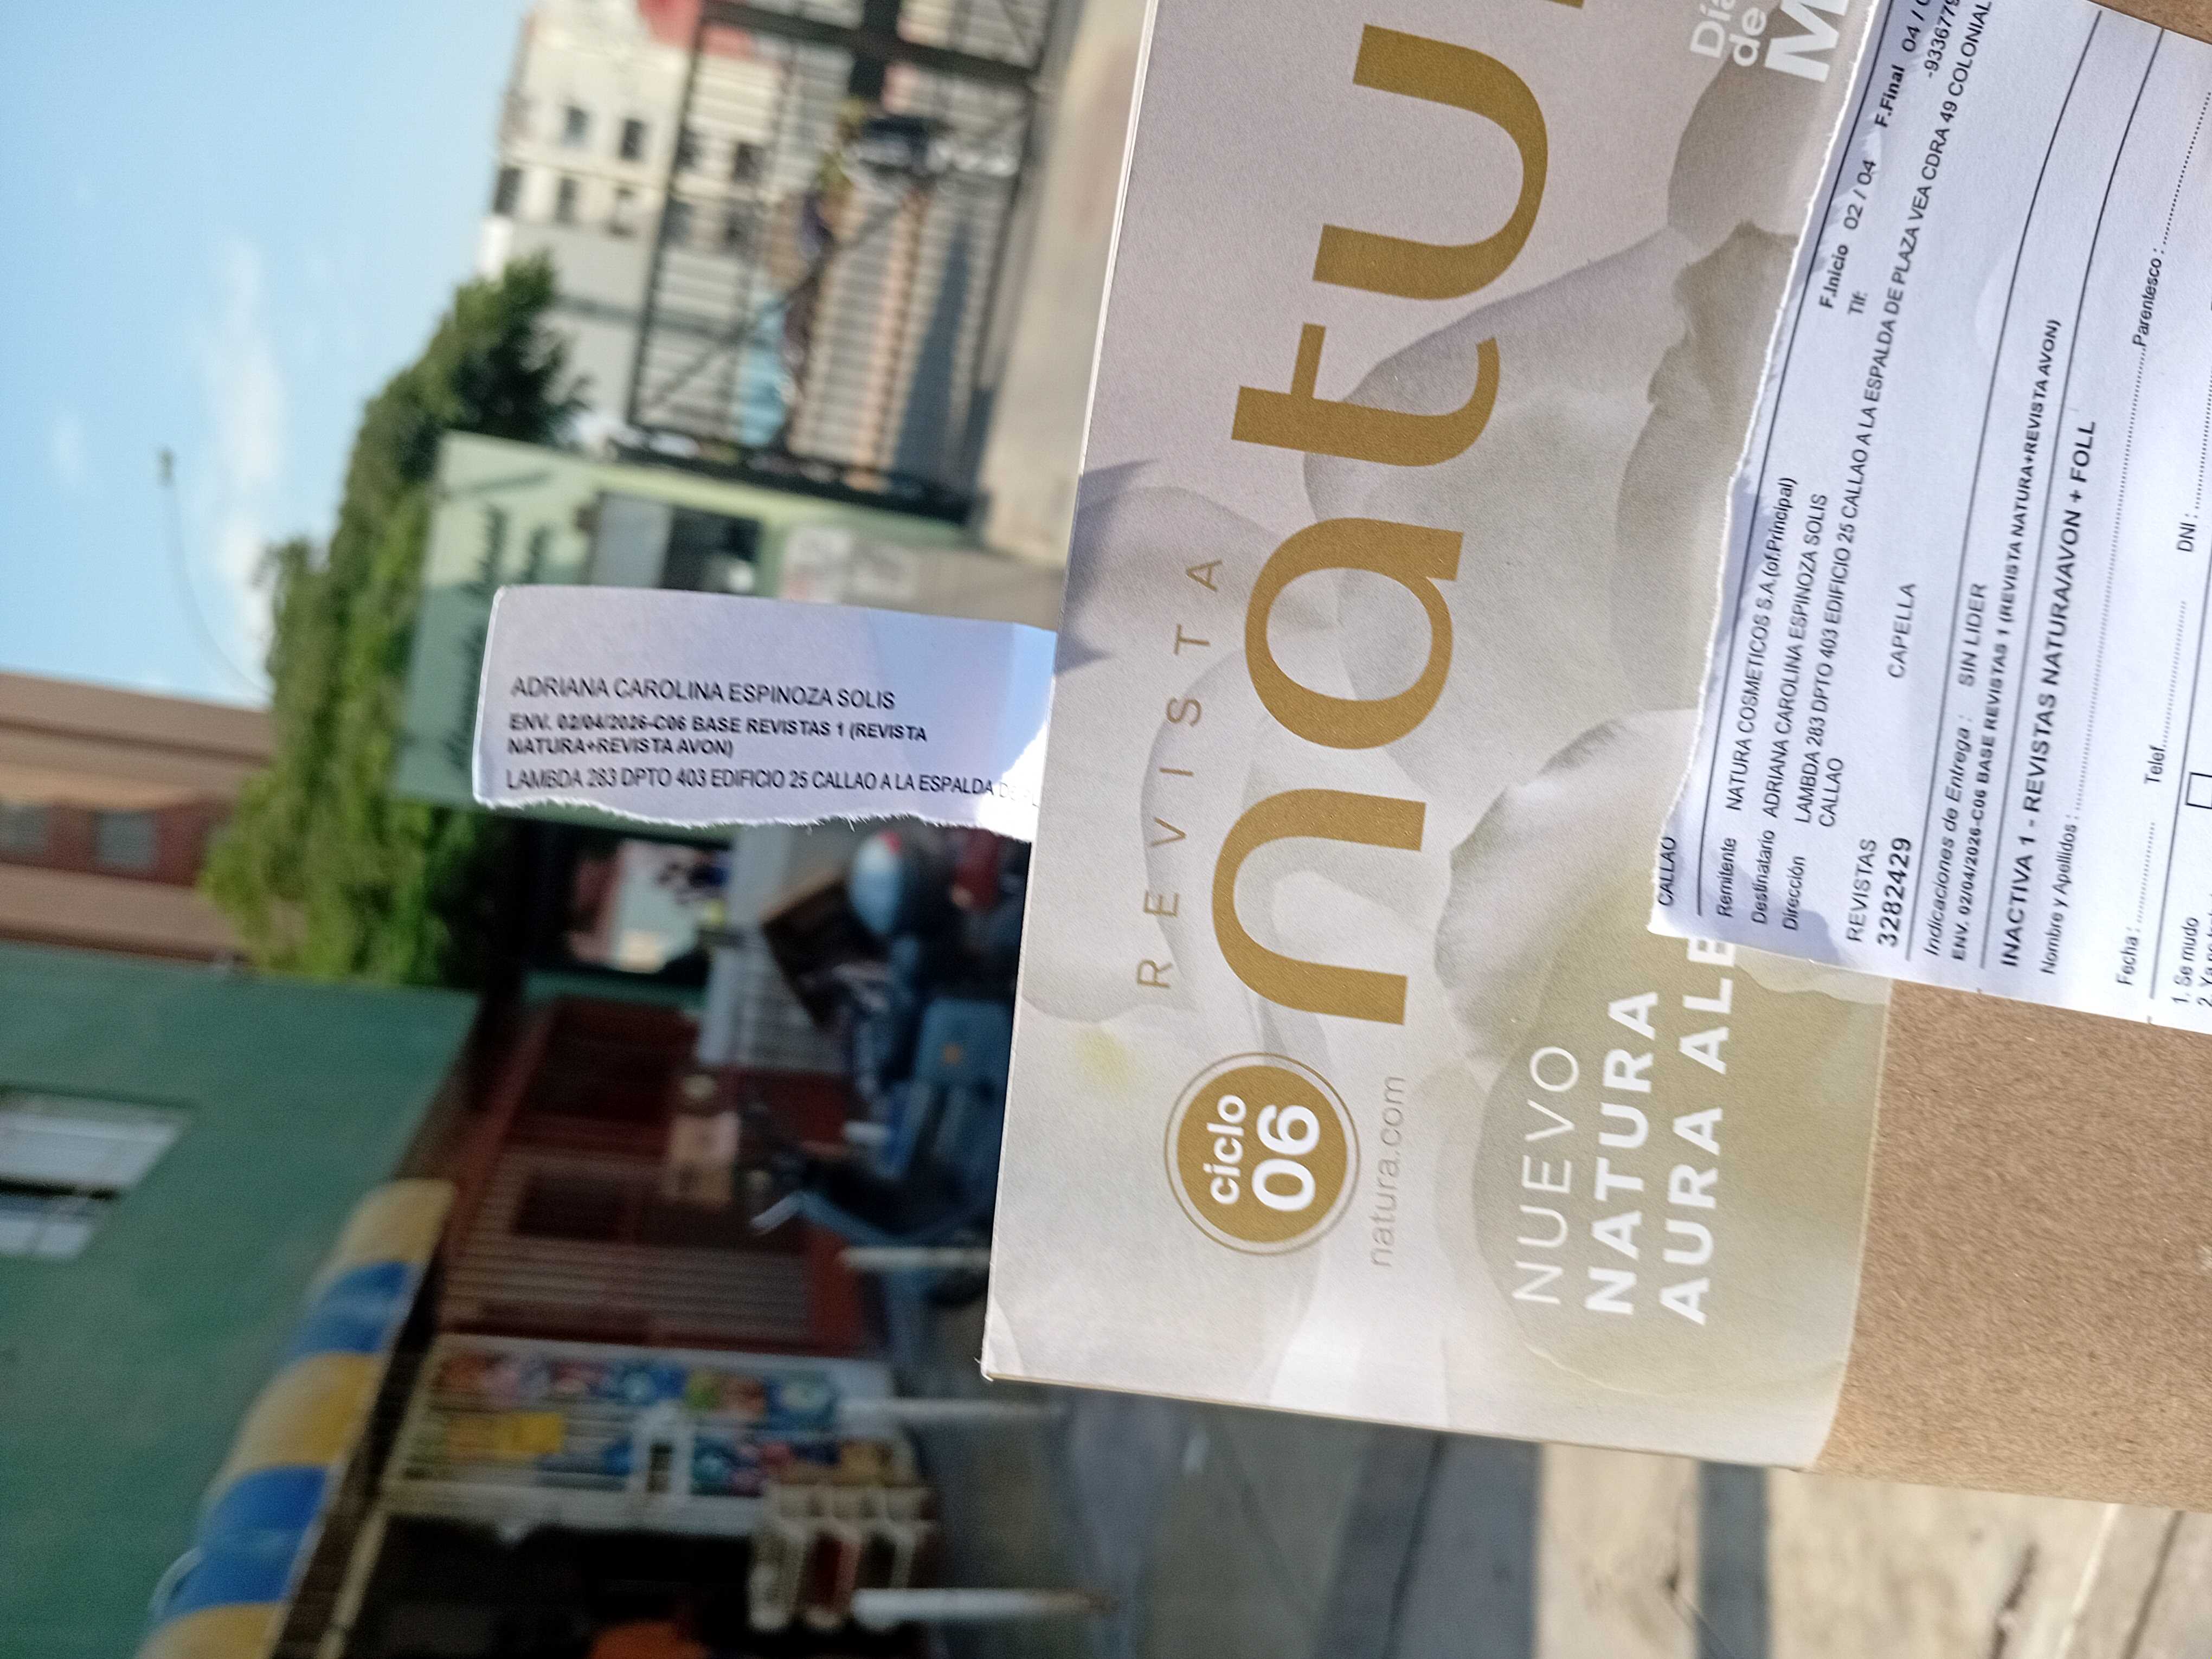 ADRIANA CAROLINA ESPINOZA SOLIS
ENV. 02/04/2026-C06 BASE REVISTAS 1 (REVISTA
NATURA+REVISTA AVON)
LAMBDA 283 DPTO 403 EDIFICIO 25 CALLAO A LA ESPALDA
REVISTA
natu
ciclo
06
natura.com
NUEVO
NATURA
AURA ALE
Día
de
M
CALLAO
F.Inicio 02 / 04 F.Final 04 /
Remitente NATURA COSMETICOS S.A.(of.Principal)
Tlf: -9336779
Destinatario ADRIANA CAROLINA ESPINOZA SOLIS
Dirección LAMBDA 283 DPTO 403 EDIFICIO 25 CALLAO A LA ESPALDA DE PLAZA VEA CDRA 49 COLONIAL
CALLAO
REVISTAS
3282429 CAPELLA
Indicaciones de Entrega : SIN LIDER
ENV. 02/04/2026-C06 BASE REVISTAS 1 (REVISTA NATURA+REVISTA AVON)
INACTIVA 1 - REVISTAS NATURA/AVON + FOLL
Nombre y Apellidos : Parentesco :
Fecha : Telef. DNI :
1. Se mudo
2.